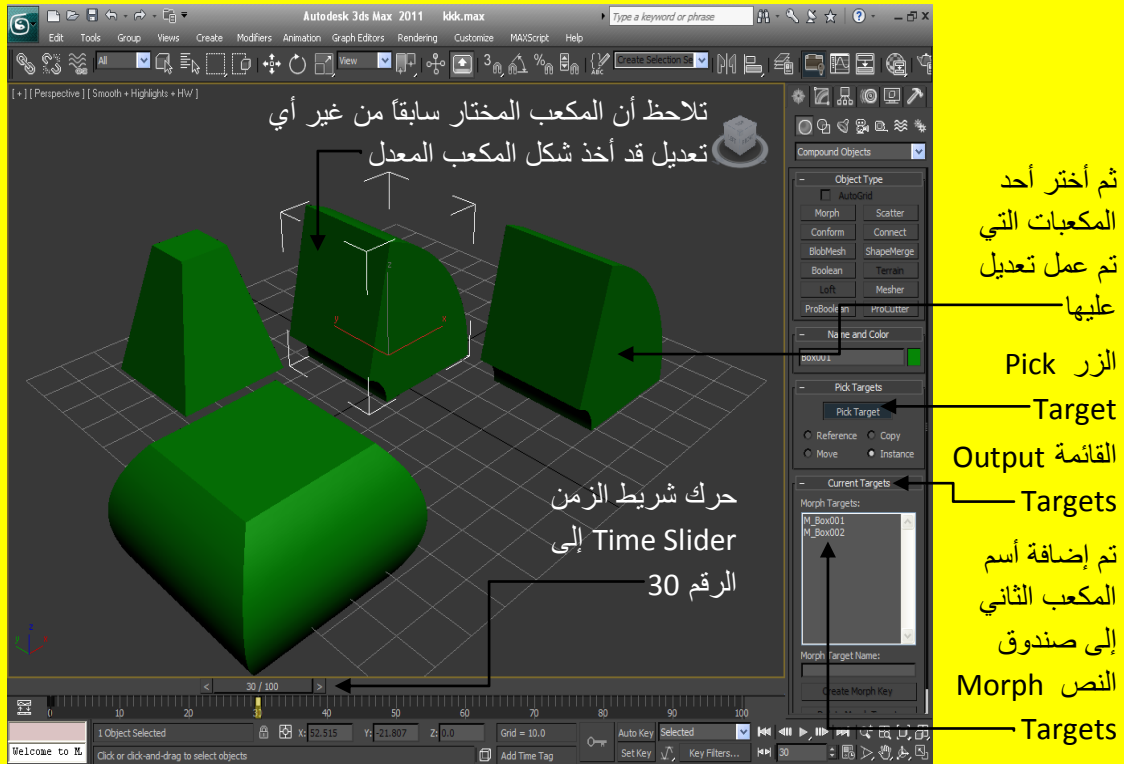 Autodesk 3ds Max 2011 kkk.max
Type a keyword or phrase
Edit Tools Group Views Create Modifiers Animation Graph Editors Rendering Customize MAXScript Help
All
View
Create Selection Se
[ + ] [ Perspective ] [ Smooth + Highlights + HW ]
تلاحظ أن المكعب المختار سابقاً من غير أي
تعديل قد أخذ شكل المكعب المعدل
حرك شريط الزمن
Time Slider إلى
الرقم 30
z
y
x
z
y
x
Compound Objects
Object Type
AutoGrid
Morph Scatter
Conform Connect
BlobMesh ShapeMerge
Boolean Terrain
Loft Mesher
ProBoolean ProCutter
Name and Color
Box001
Pick Targets
Pick Target
Reference Copy
Move Instance
Current Targets
Morph Targets:
M_Box001
M_Box002
Morph Target Name:
Create Morph Key
ثم أختر أحد
المكعبات التي
تم عمل تعديل
عليها
الزر Pick
Target
القائمة Output
Targets
تم إضافة أسم
المكعب الثاني
إلى صندوق
النص Morph
Targets
< 30 / 100 >
0 10 20 30 40 50 60 70 80 90 100
1 Object Selected X: 52.515 Y: -21.807 Z: 0.0 Grid = 10.0 Auto Key Selected
Welcome to M Click or click-and-drag to select objects Add Time Tag Set Key Key Filters... 30